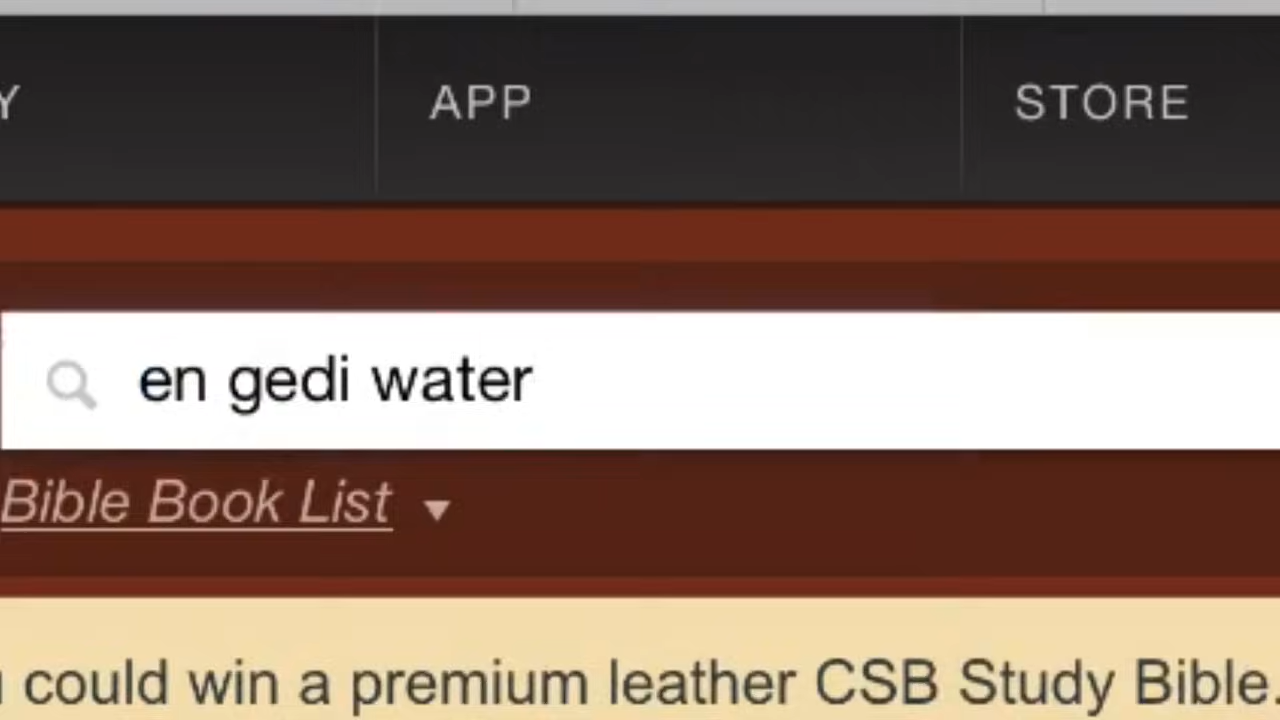 Y APP STORE
en gedi water
Bible Book List
could win a premium leather CSB Study Bible.